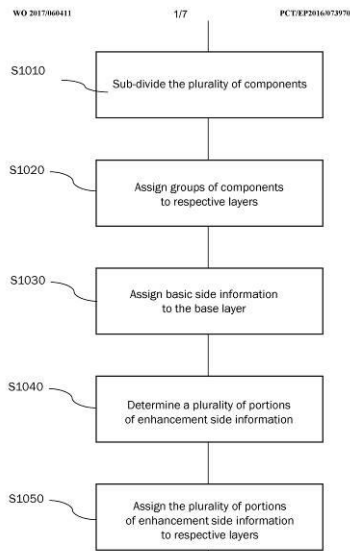 WO 2017/060411 1/7 PCT/EP2016/073970
S1010
Sub-divide the plurality of components
S1020
Assign groups of components
to respective layers
S1030
Assign basic side information
to the base layer
S1040
Determine a plurality of portions
of enhancement side information
S1050
Assign the plurality of portions
of enhancement side information
to respective layers